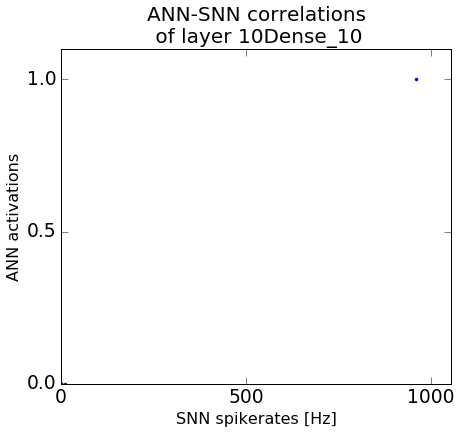 ANN-SNN correlations
of layer 10Dense_10
1.0
ANN activations
0.5
0.0
0 500 1000
SNN spikerates [Hz]